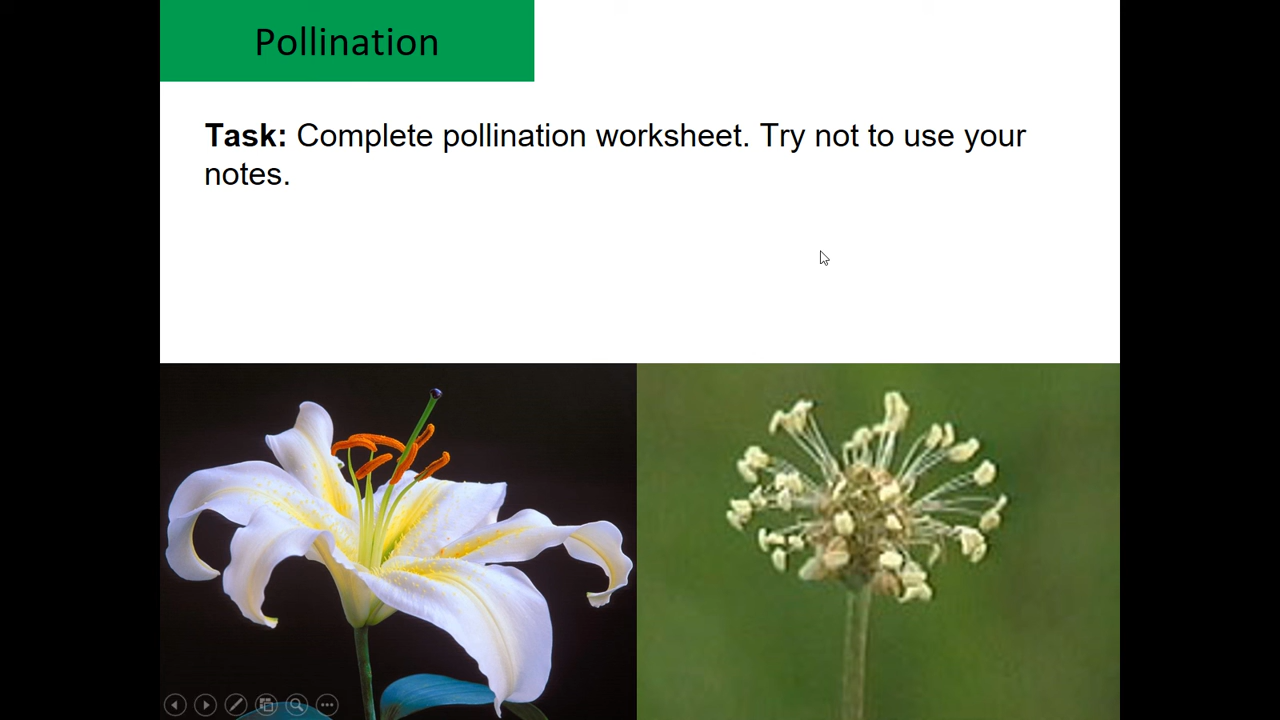 Pollination
Task: Complete pollination worksheet. Try not to use your
notes.